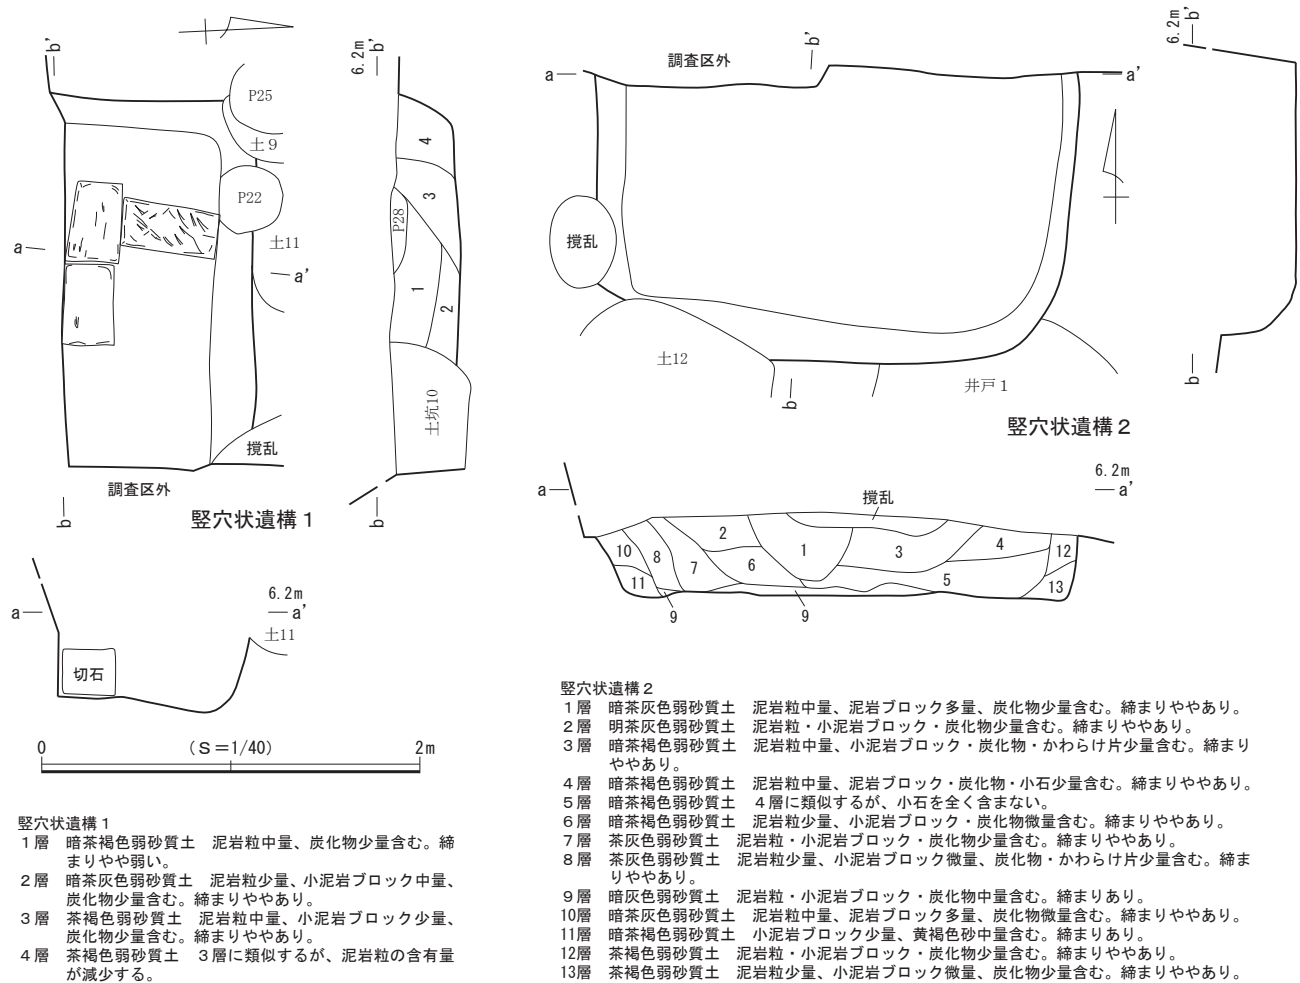 b'
P25
土9
P22
土11
a
a'
調査区外
撹乱
b
竪穴状遺構1
6.2m
b'
4
3
P28
1
2
土坑10
b
a
6.2m
a'
土11
切石
0
(S=1/40)
2m
a
調査区外
b'
a'
撹乱
土12
井戸1
b
竪穴状遺構2
6.2m
b'
b
a
6.2m
a'
撹乱
10
8
2
1
3
4
12
11
7
6
5
13
9
9
竪穴状遺構1
1層 暗茶褐色弱砂質土 泥岩粒中量、炭化物少量含む。締
まりやや弱い。
2層 暗茶灰色弱砂質土 泥岩粒少量、小泥岩ブロック中量、
炭化物少量含む。締まりややあり。
3層 茶褐色弱砂質土 泥岩粒中量、小泥岩ブロック少量、
炭化物少量含む。締まりややあり。
4層 茶褐色弱砂質土 3層に類似するが、泥岩粒の含有量
が減少する。
竪穴状遺構2
1層 暗茶灰色弱砂質土 泥岩粒中量、泥岩ブロック多量、炭化物少量含む。締まりややあり。
2層 明茶灰色弱砂質土 泥岩粒・小泥岩ブロック・炭化物少量含む。締まりややあり。
3層 暗茶褐色弱砂質土 泥岩粒中量、小泥岩ブロック・炭化物・かわらけ片少量含む。締まり
ややあり。
4層 暗茶褐色弱砂質土 泥岩粒中量、泥岩ブロック・炭化物・小石少量含む。締まりややあり。
5層 暗茶褐色弱砂質土 4層に類似するが、小石を全く含まない。
6層 暗茶褐色弱砂質土 泥岩粒少量、小泥岩ブロック・炭化物微量含む。締まりややあり。
7層 茶灰色弱砂質土 泥岩粒・小泥岩ブロック・炭化物少量含む。締まりややあり。
8層 茶灰色弱砂質土 泥岩粒少量、小泥岩ブロック微量、炭化物・かわらけ片少量含む。締ま
りややあり。
9層 暗灰色弱砂質土 泥岩粒・小泥岩ブロック・炭化物中量含む。締まりあり。
10層 暗茶灰色弱砂質土 泥岩粒中量、泥岩ブロック多量、炭化物微量含む。締まりややあり。
11層 暗茶褐色弱砂質土 小泥岩ブロック少量、黄褐色砂中量含む。締まりあり。
12層 茶褐色弱砂質土 泥岩粒・小泥岩ブロック・炭化物少量含む。締まりややあり。
13層 茶褐色弱砂質土 泥岩粒少量、小泥岩ブロック微量、炭化物少量含む。締まりややあり。